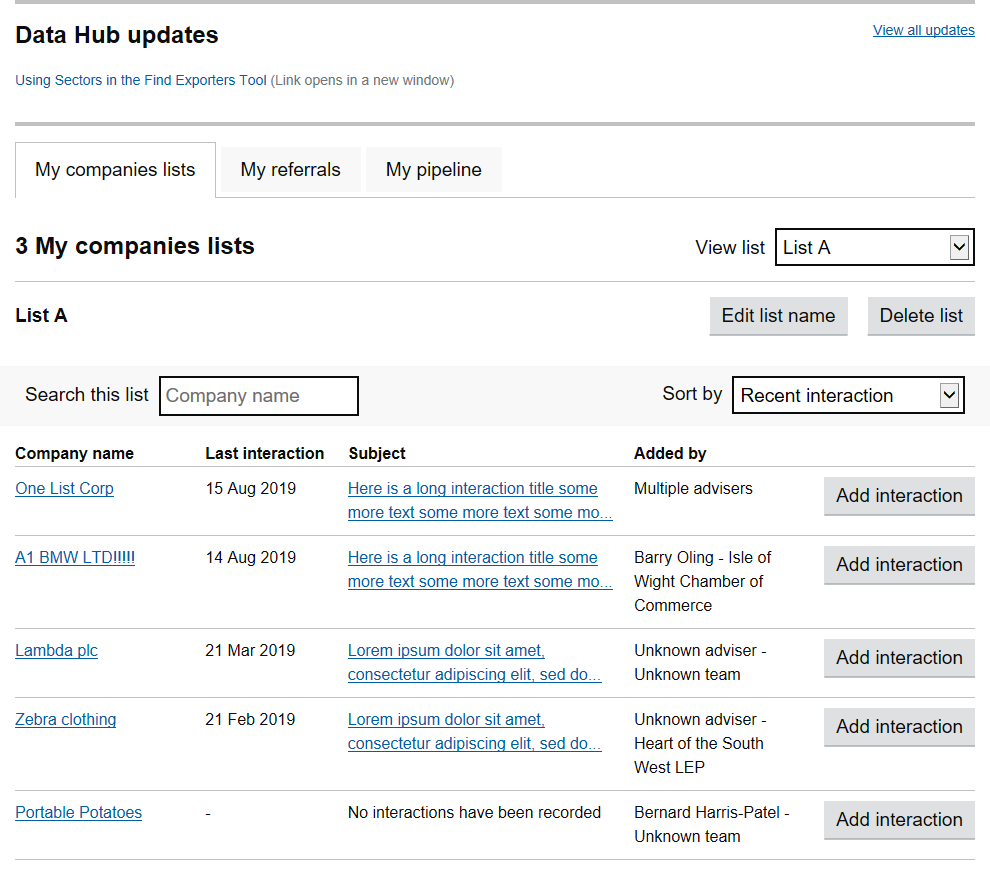 Data Hub updates
View all updates
Using Sectors in the Find Exporters Tool (Link opens in a new window)
My companies lists
My referrals
My pipeline
3 My companies lists
View list
List A
List A
Edit list name
Delete list
Search this list
Company name
Sort by
Recent interaction
Company name
Last interaction
Subject
Added by
One List Corp
15 Aug 2019
Here is a long interaction title some
more text some more text some mo...
Multiple advisers
Add interaction
A1 BMW LTD!!!!!
14 Aug 2019
Here is a long interaction title some
more text some more text some mo...
Barry Oling - Isle of
Wight Chamber of
Commerce
Add interaction
Lambda plc
21 Mar 2019
Lorem ipsum dolor sit amet,
consectetur adipiscing elit, sed do...
Unknown adviser -
Unknown team
Add interaction
Zebra clothing
21 Feb 2019
Lorem ipsum dolor sit amet,
consectetur adipiscing elit, sed do...
Unknown adviser -
Heart of the South
West LEP
Add interaction
Portable Potatoes
-
No interactions have been recorded
Bernard Harris-Patel -
Unknown team
Add interaction